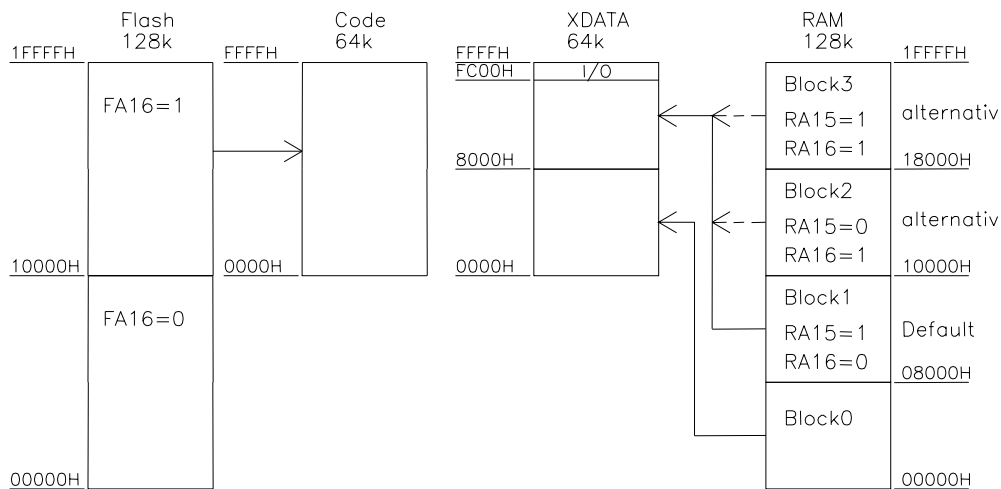 Flash
128k
Code
64k
XDATA
64k
RAM
128k
1FFFFH
FFFFH
FFFFH
FC00H
I/O
1FFFFH
FA16=1
Block3
RA15=1
RA16=1
alternativ
8000H
18000H
Block2
RA15=0
RA16=1
alternativ
10000H
0000H
0000H
10000H
FA16=0
Block1
RA15=1
RA16=0
Default
08000H
Block0
00000H
00000H